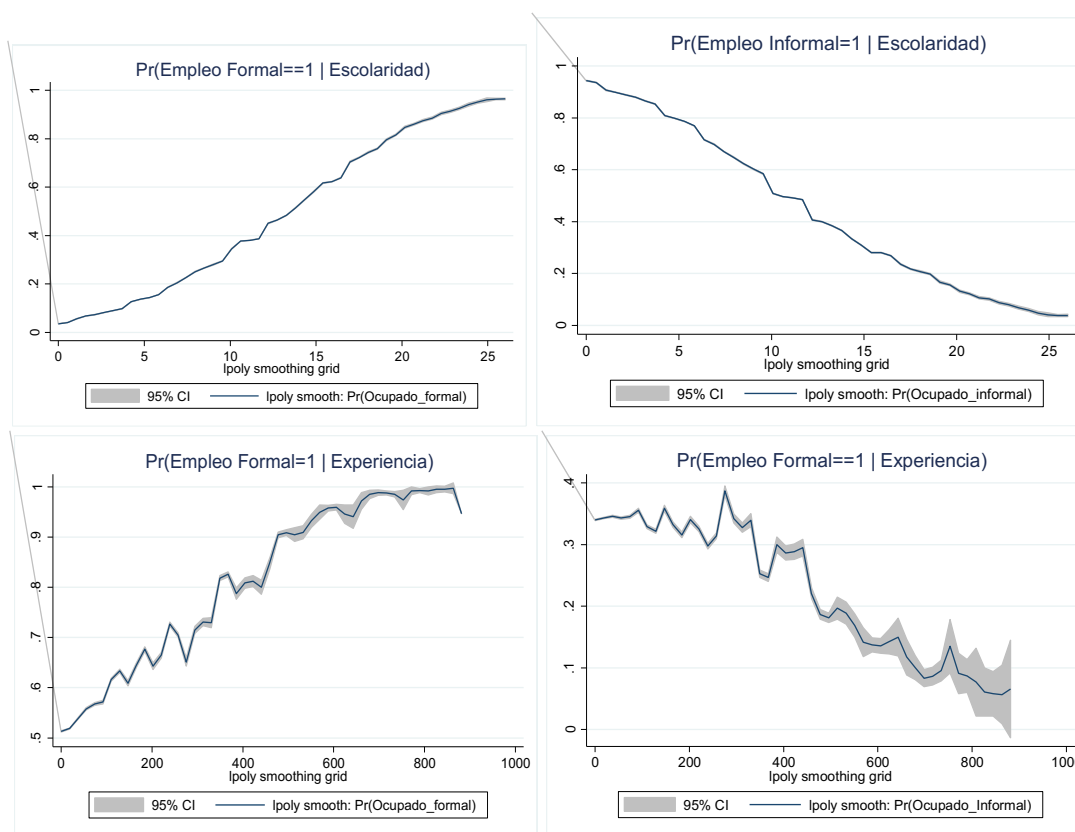 Pr(Empleo Formal==1 | Escolaridad)
1
.8
.6
.4
.2
0
0 5 10 15 20 25
lpoly smoothing grid
95% CI lpoly smooth: Pr(Ocupado_formal)
Pr(Empleo Informal=1 | Escolaridad)
1
.8
.6
.4
.2
0
0 5 10 15 20 25
lpoly smoothing grid
95% CI lpoly smooth: Pr(Ocupado_informal)
Pr(Empleo Formal=1 | Experiencia)
1
.9
.8
.7
.6
.5
0 200 400 600 800 1000
lpoly smoothing grid
95% CI lpoly smooth: Pr(Ocupado_formal)
Pr(Empleo Formal==1 | Experiencia)
.4
.3
.2
.1
0
0 200 400 600 800 100
lpoly smoothing grid
95% CI lpoly smooth: Pr(Ocupado_Informal)